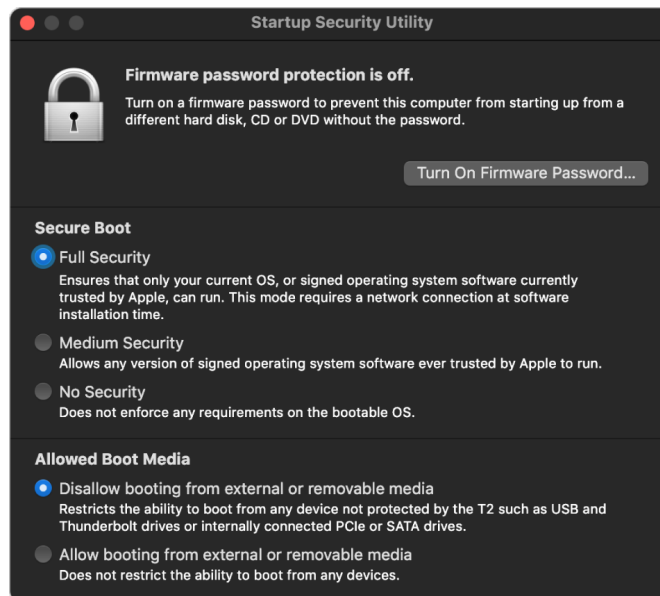 Startup Security Utility
Firmware password protection is off.
Turn on a firmware password to prevent this computer from starting up from a
different hard disk, CD or DVD without the password.
Turn On Firmware Password...
Secure Boot
Full Security
Ensures that only your current OS, or signed operating system software currently
trusted by Apple, can run. This mode requires a network connection at software
installation time.
Medium Security
Allows any version of signed operating system software ever trusted by Apple to run.
No Security
Does not enforce any requirements on the bootable OS.
Allowed Boot Media
Disallow booting from external or removable media
Restricts the ability to boot from any device not protected by the T2 such as USB and
Thunderbolt drives or internally connected PCIe or SATA drives.
Allow booting from external or removable media
Does not restrict the ability to boot from any devices.